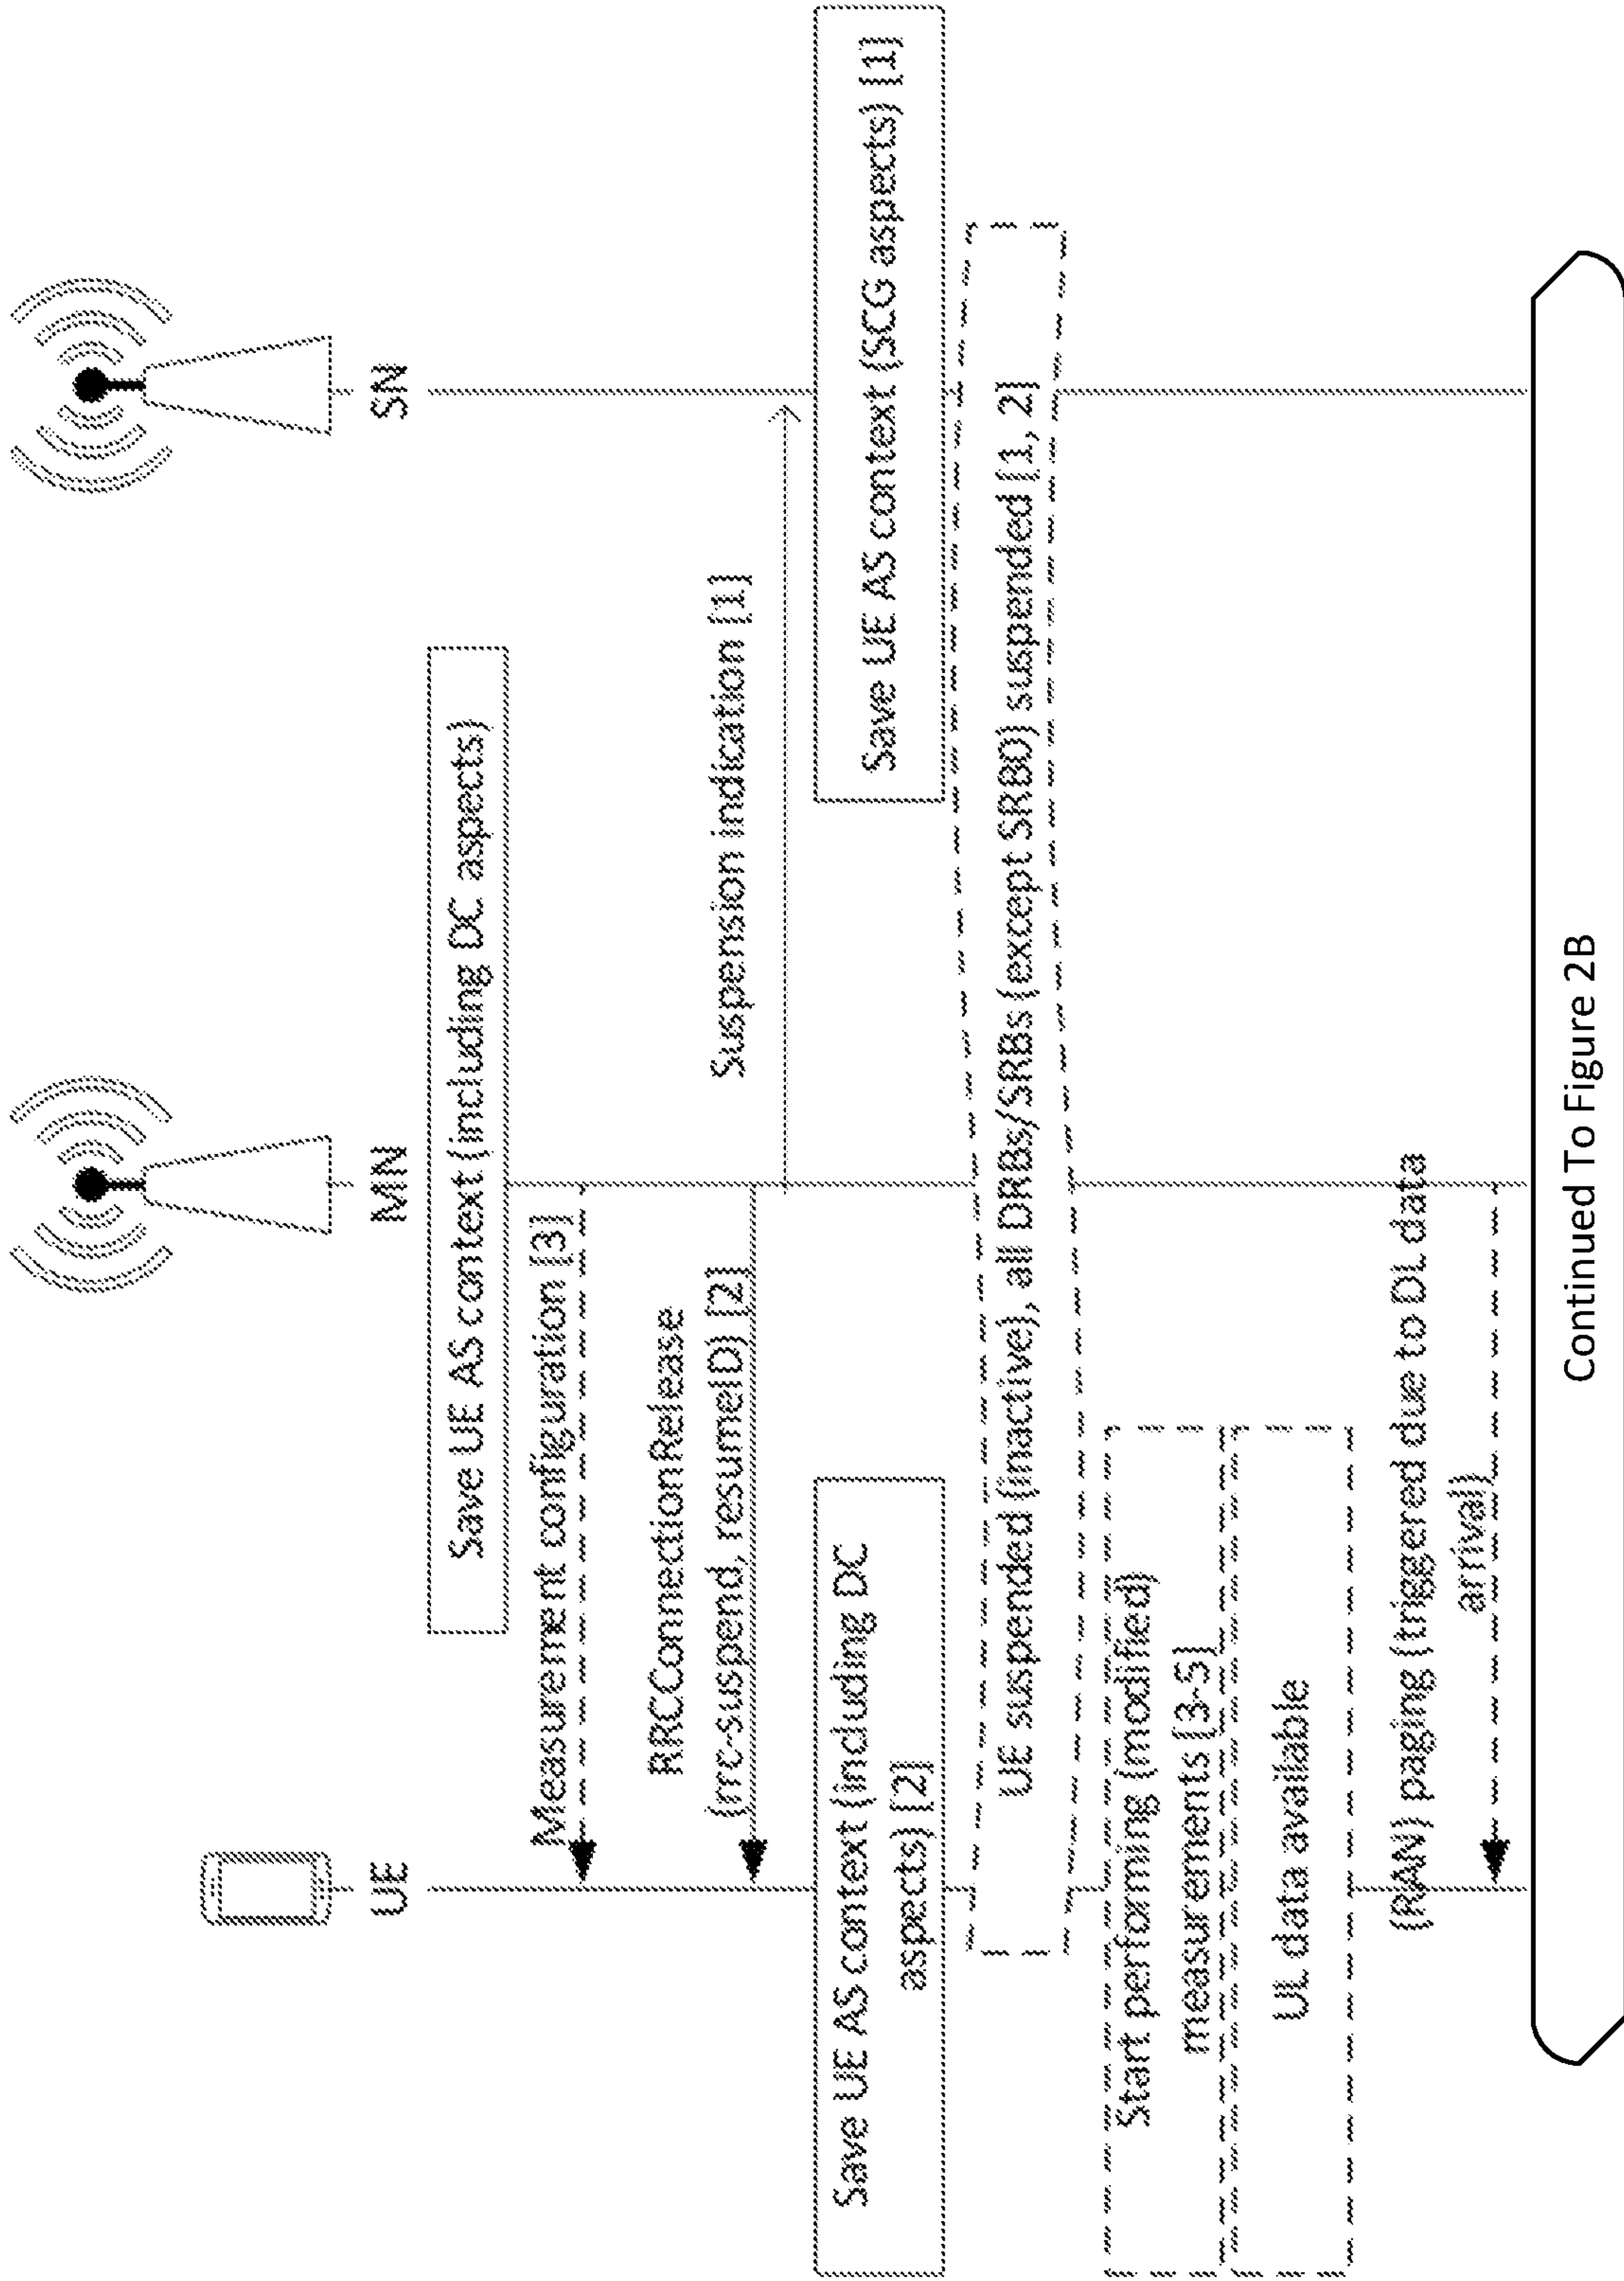 UE
MN
SN
Save UE AS context (including DC aspects)
Measurement configuration [3]
RRCConnectionRelease
(rrc-suspend, resumeID) [2]
Suspension indication [1]
Save UE AS context (including DC
aspects) [2]
Save UE AS context (SCG aspects) [1]
UE suspended (inactive), all DRBs/SRBs (except SRB0) suspended [1, 2]
Start performing (modified)
measurements [3-5]
UL data available
(RAN) paging (triggered due to DL data
arrival)
Continued To Figure 2B